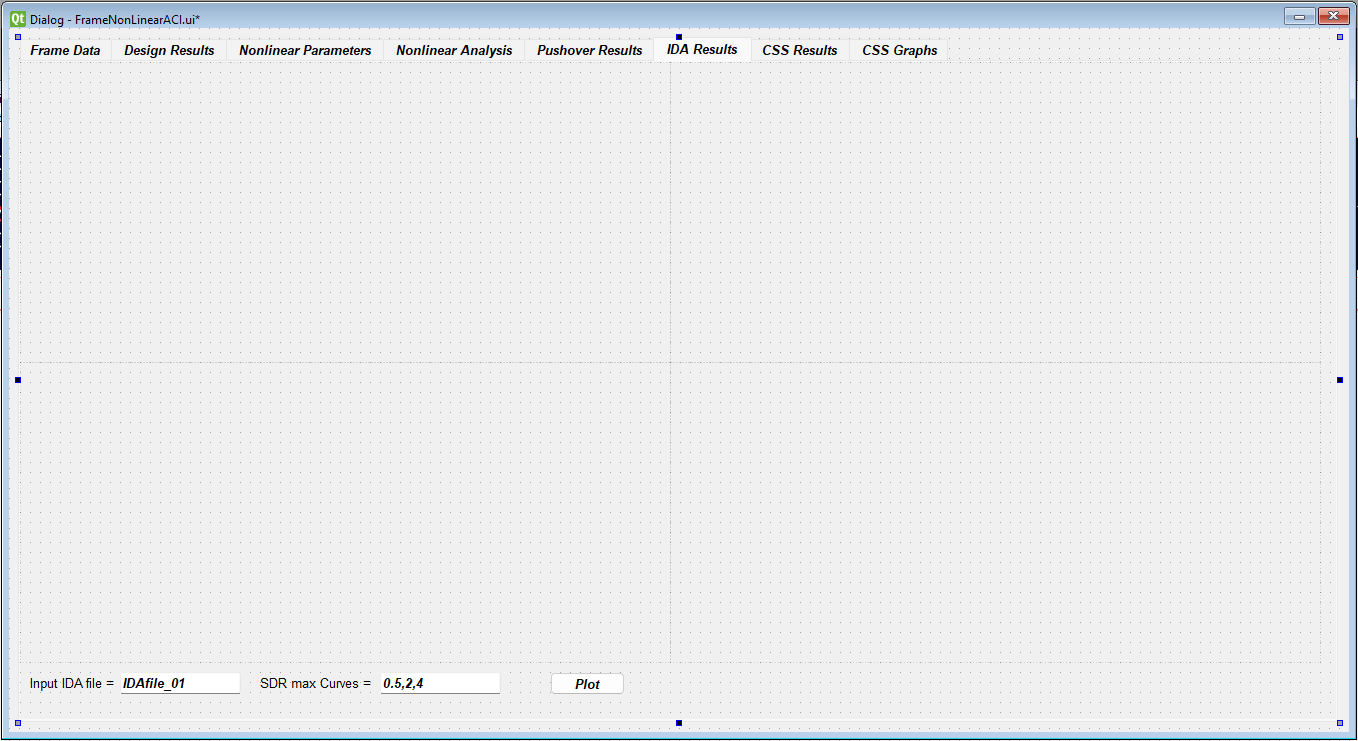 Qt Dialog - FrameNonLinearACI.ui*
Frame Data Design Results Nonlinear Parameters Nonlinear Analysis Pushover Results IDA Results CSS Results CSS Graphs
Input IDA file = IDAfile_01 SDR max Curves = 0.5,2,4 Plot